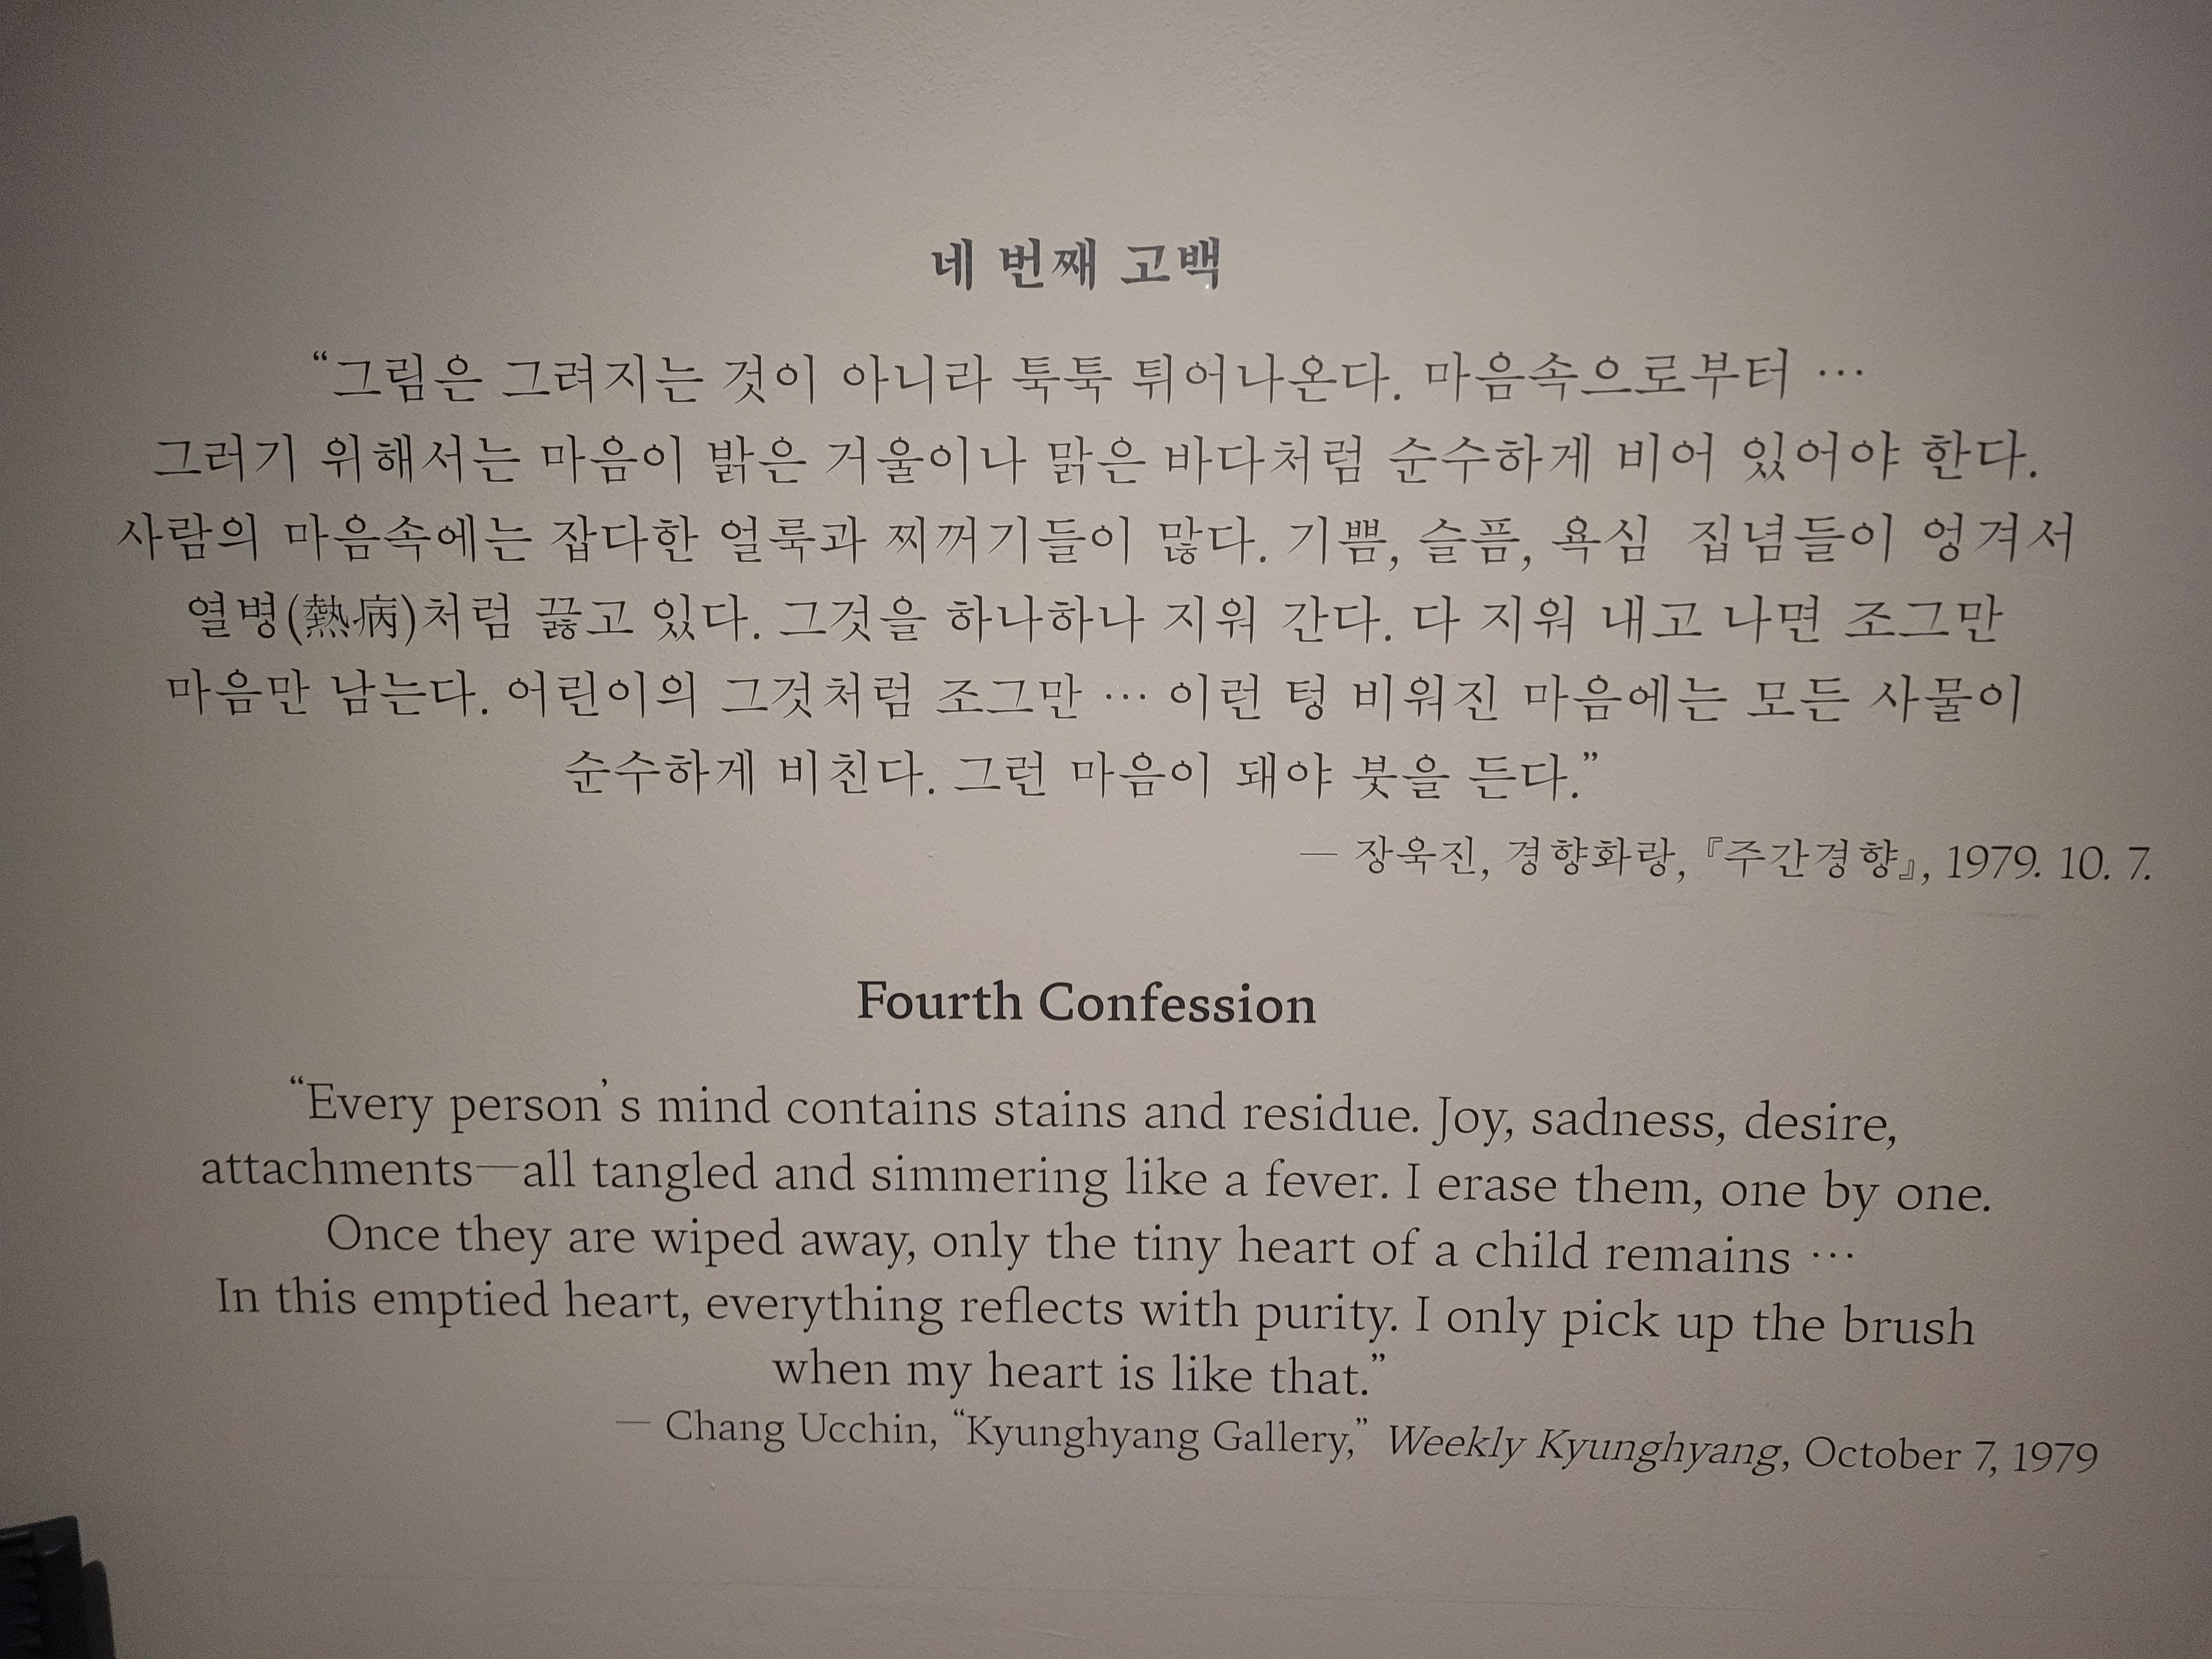 네 번째 고백
“그림은 그려지는 것이 아니라 툭툭 튀어나온다. 마음속으로부터 …
그러기 위해서는 마음이 밝은 거울이나 맑은 바다처럼 순수하게 비어 있어야 한다.
사람의 마음속에는 잡다한 얼룩과 찌꺼기들이 많다. 기쁨, 슬픔, 욕심 집념들이 엉겨서
열병(熱病)처럼 끓고 있다. 그것을 하나하나 지워 간다. 다 지워 내고 나면 조그만
마음만 남는다. 어린이의 그것처럼 조그만 … 이런 텅 비워진 마음에는 모든 사물이
순수하게 비친다. 그런 마음이 돼야 붓을 든다.”
— 장욱진, 경향화랑, 『주간경향』, 1979. 10. 7.
Fourth Confession
“Every person’s mind contains stains and residue. Joy, sadness, desire,
attachments—all tangled and simmering like a fever. I erase them, one by one.
Once they are wiped away, only the tiny heart of a child remains …
In this emptied heart, everything reflects with purity. I only pick up the brush
when my heart is like that.”
— Chang Ucchin, “Kyunghyang Gallery,” Weekly Kyunghyang, October 7, 1979